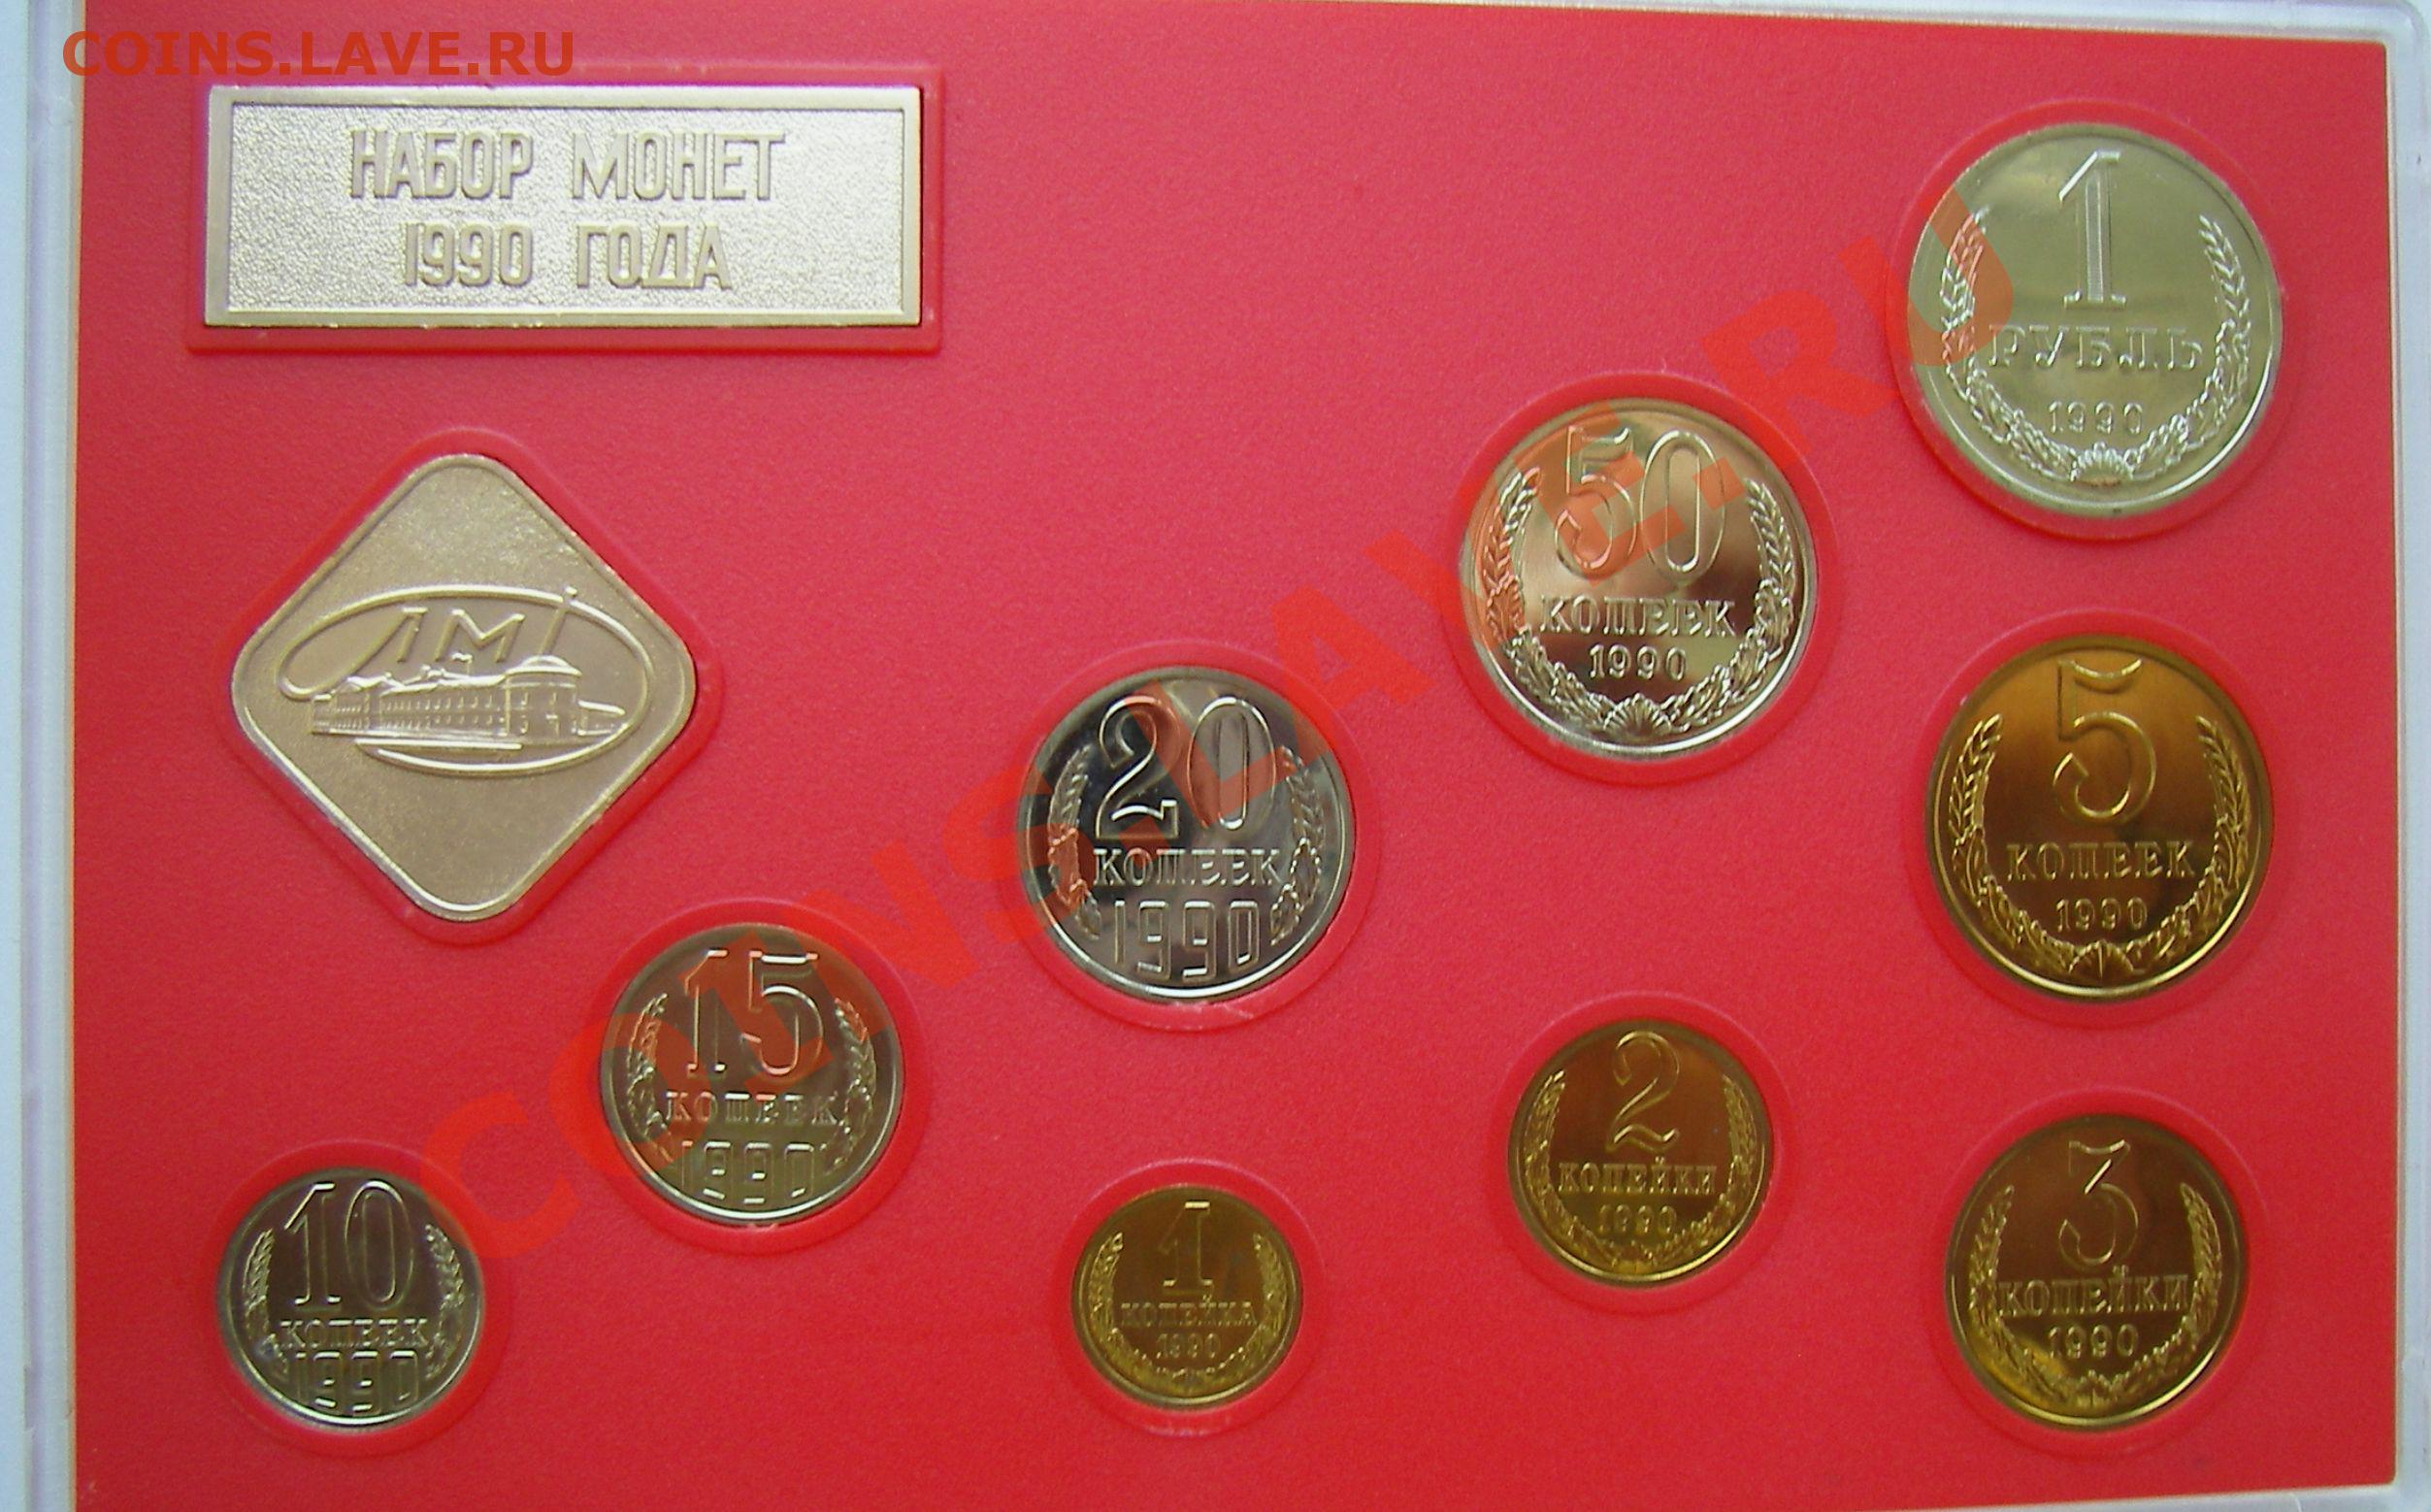 COINS.LAVE.RU
НАБОР МОНЕТ
1990 ГОДА
1
РУБЛЬ
1990
50
КОПЕЕК
1990
ЛМД
20
КОПЕЕК
1990
5
КОПЕЕК
1990
15
КОПЕЕК
1990
2
КОПЕЙКИ
1990
3
КОПЕЙКИ
1990
10
КОПЕЕК
1990
1
КОПЕЙКА
1990
COINS.LAVE.RU